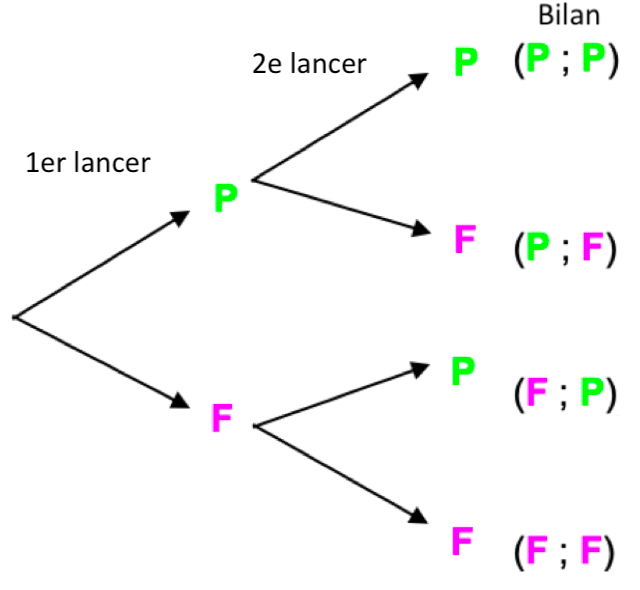 Bilan
2e lancer
P (P ; P)
1er lancer
P
F (P ; F)
P (F ; P)
F
F (F ; F)